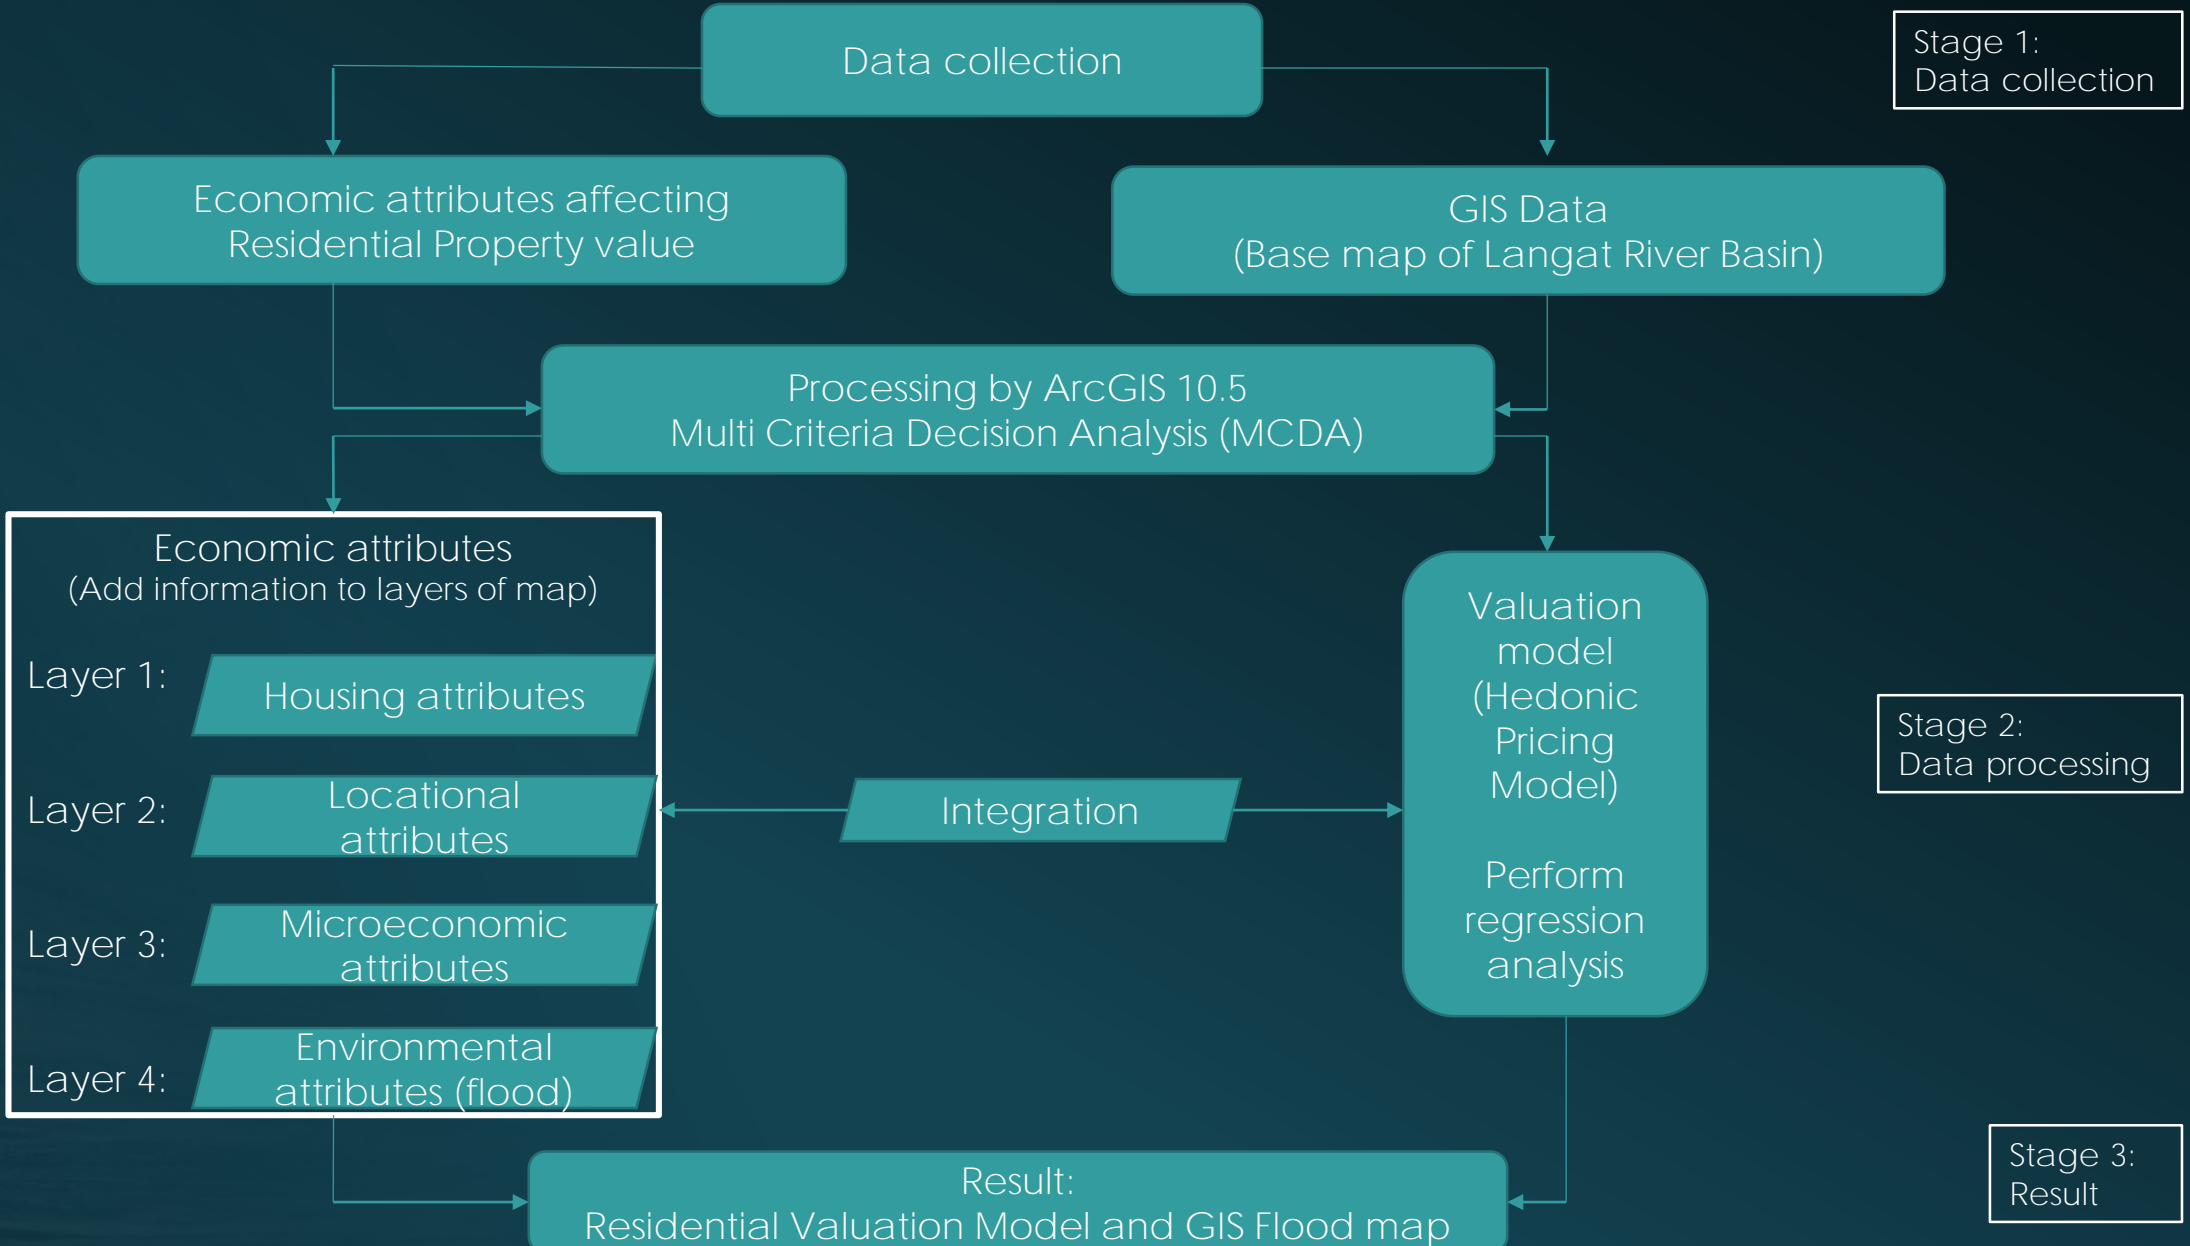 Data collection
Stage 1:
Data collection
Economic attributes affecting
Residential Property value
GIS Data
(Base map of Langat River Basin)
Processing by ArcGIS 10.5
Multi Criteria Decision Analysis (MCDA)
Economic attributes
(Add information to layers of map)
Layer 1:
Housing attributes
Layer 2:
Locational
attributes
Layer 3:
Microeconomic
attributes
Layer 4:
Environmental
attributes (flood)
Integration
Valuation
model
(Hedonic
Pricing
Model)
Perform
regression
analysis
Stage 2:
Data processing
Result:
Residential Valuation Model and GIS Flood map
Stage 3:
Result